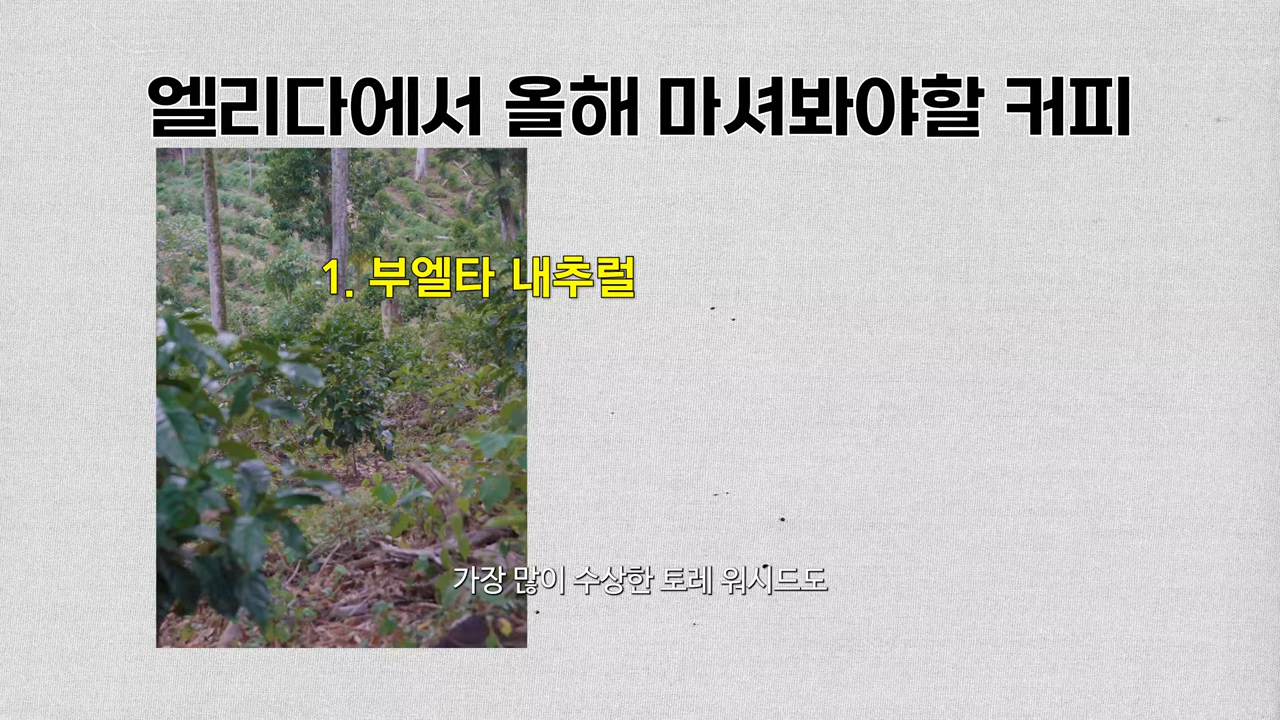 엘리다에서 올해 마셔봐야할 커피
1. 부엘타 내추럴
가장 많이 수상한 토레 워시드도